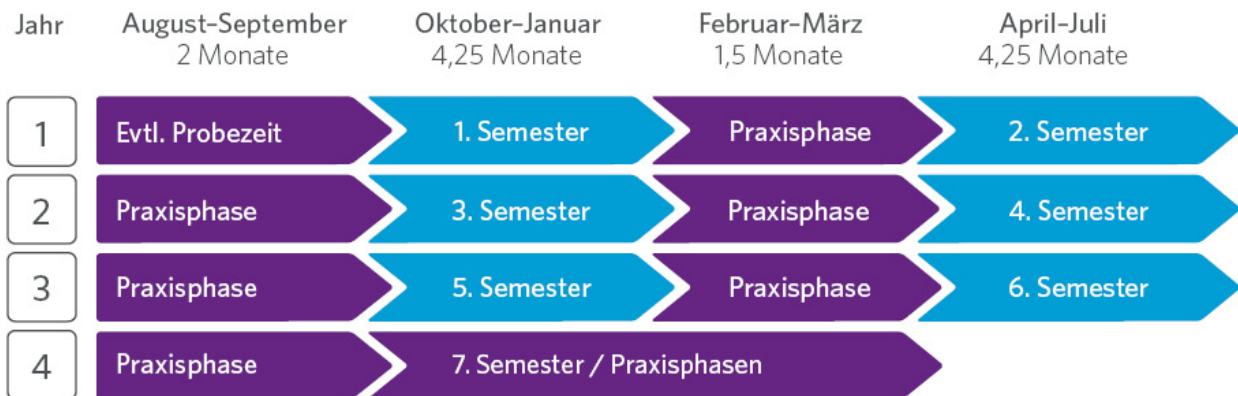 Jahr August–September Oktober–Januar Februar–März April–Juli
2 Monate 4,25 Monate 1,5 Monate 4,25 Monate
1 Evtl. Probezeit 1. Semester Praxisphase 2. Semester
2 Praxisphase 3. Semester Praxisphase 4. Semester
3 Praxisphase 5. Semester Praxisphase 6. Semester
4 Praxisphase 7. Semester / Praxisphasen